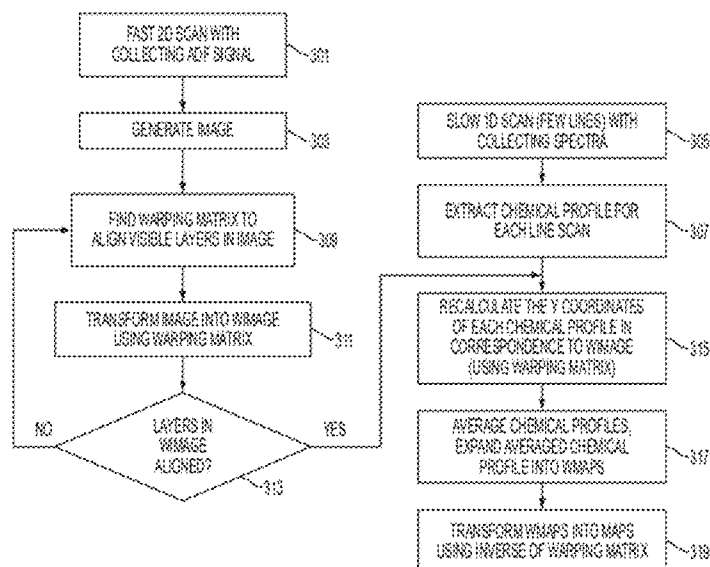 FAST 2D SCAN WITH
COLLECTING ADF SIGNAL
301
GENERATE IMAGE
303
FIND WARPING MATRIX TO
ALIGN VISIBLE LAYERS IN IMAGE
309
TRANSFORM IMAGE INTO WIMAGE
USING WARPING MATRIX
311
NO
LAYERS IN
WIMAGE
ALIGNED?
YES
313
SLOW 1D SCAN (FEW LINES) WITH
COLLECTING SPECTRA
305
EXTRACT CHEMICAL PROFILE FOR
EACH LINE SCAN
307
RECALCULATE THE Y COORDINATES
OF EACH CHEMICAL PROFILE IN
CORRESPONDENCE TO WIMAGE
(USING WARPING MATRIX)
315
AVERAGE CHEMICAL PROFILES,
EXPAND AVERAGED CHEMICAL
PROFILE INTO WMAPS
317
TRANSFORM WMAPS INTO MAPS
USING INVERSE OF WARPING MATRIX
319